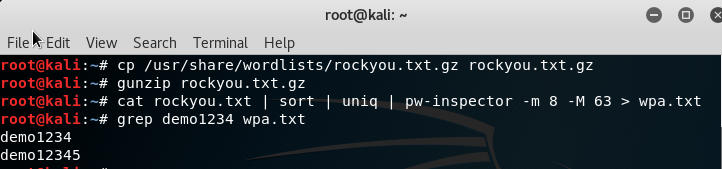 root@kali: ~
File Edit View Search Terminal Help
root@kali:~# cp /usr/share/wordlists/rockyou.txt.gz rockyou.txt.gz
root@kali:~# gunzip rockyou.txt.gz
root@kali:~# cat rockyou.txt | sort | uniq | pw-inspector -m 8 -M 63 > wpa.txt
root@kali:~# grep demo1234 wpa.txt
demo1234
demo12345